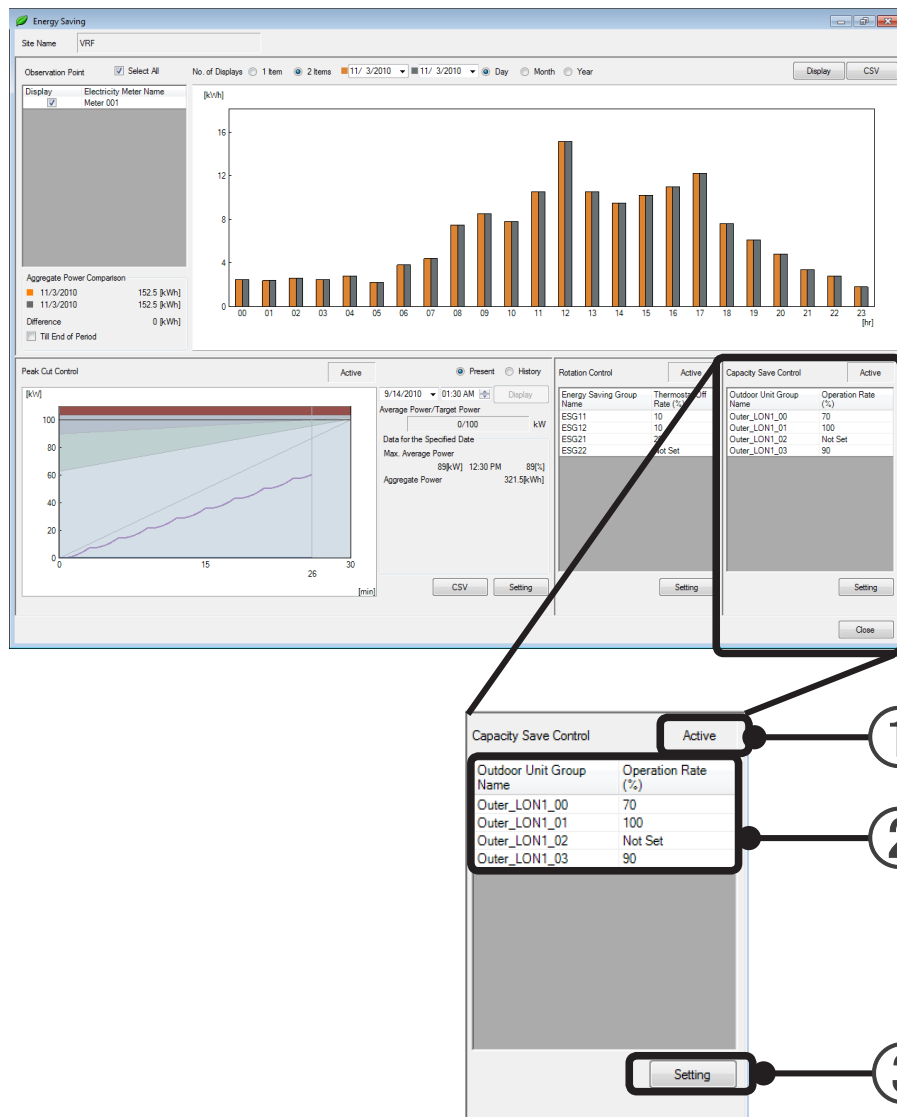 Energy Saving
Site Name VRF
Observation Point Select All No. of Displays 1 Item 2 Items 11/ 3/2010 11/ 3/2010 Day Month Year Display CSV
Display Electricity Meter Name
Meter 001
[kWh]
16
12
8
4
0
00 01 02 03 04 05 06 07 08 09 10 11 12 13 14 15 16 17 18 19 20 21 22 23
[hr]
Aggregate Power Comparison
11/3/2010 152.5 [kWh]
11/3/2010 152.5 [kWh]
Difference 0 [kWh]
Till End of Period
Peak Cut Control Active Present History
[kW]
100
80
60
40
20
0
0 15 26 30
[min]
9/14/2010 01:30 AM Display
Average Power/Target Power
0/100 kW
Data for the Specified Date
Max. Average Power
89[kW] 12:30 PM 89[%]
Aggregate Power 321.5[kWh]
CSV Setting
Rotation Control Active
Energy Saving Group Name Thermostat Off Rate (%)
ESG11 10
ESG12 10
ESG21
ESG22 Not Set
Setting
Capacity Save Control Active
Outdoor Unit Group Name Operation Rate (%)
Outer_LON1_00 70
Outer_LON1_01 100
Outer_LON1_02 Not Set
Outer_LON1_03 90
Setting
Close
Capacity Save Control Active
1
Outdoor Unit Group Operation Rate
Name (%)
Outer_LON1_00 70
Outer_LON1_01 100
Outer_LON1_02 Not Set
Outer_LON1_03 90
2
Setting
3